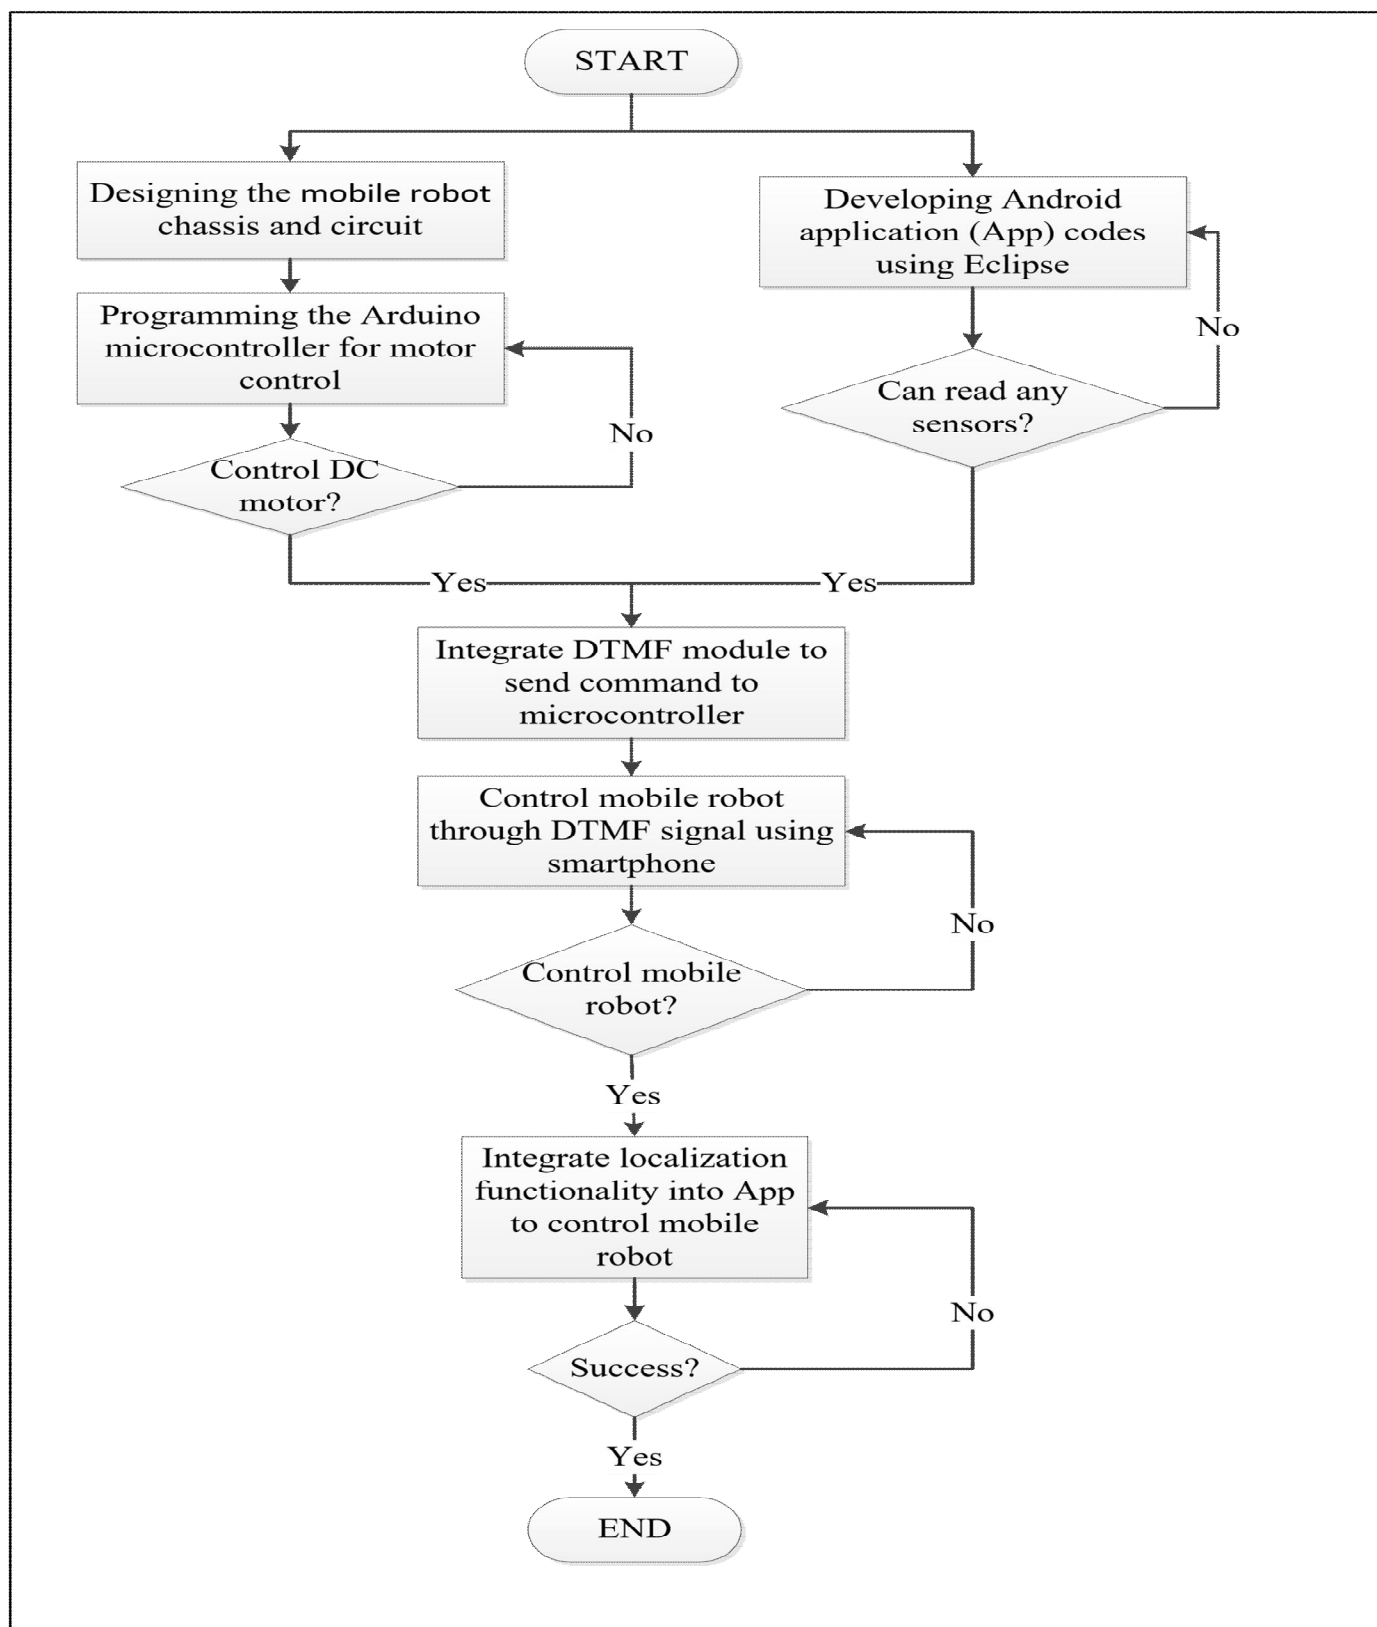 START
Designing the mobile robot
chassis and circuit
Programming the Arduino
microcontroller for motor
control
No
Control DC
motor?
Yes
Developing Android
application (App) codes
using Eclipse
No
Can read any
sensors?
Yes
Integrate DTMF module to
send command to
microcontroller
Control mobile robot
through DTMF signal using
smartphone
No
Control mobile
robot?
Yes
Integrate localization
functionality into App
to control mobile
robot
No
Success?
Yes
END